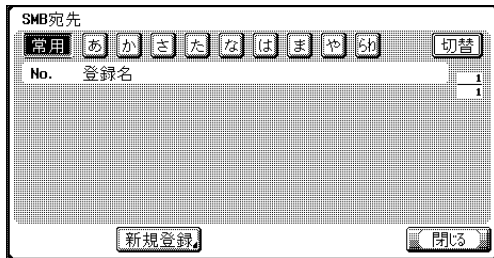 SMB宛先
常用 あ か さ た な は ま や らわ 切替
No. 登録名
1
1
新規登録 閉じる